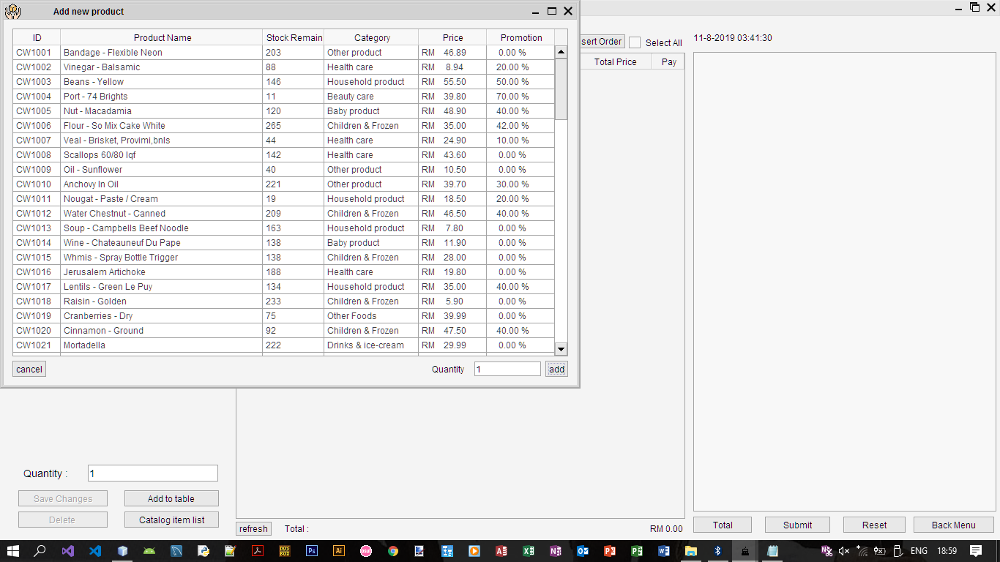 Add new product
ID Product Name Stock Remain Category Price Promotion
CW1001 Bandage - Flexible Neon 203 Other product RM 46.89 0.00 %
CW1002 Vinegar - Balsamic 88 Health care RM 8.94 20.00 %
CW1003 Beans - Yellow 146 Household product RM 55.50 50.00 %
CW1004 Port - 74 Brights 11 Beauty care RM 39.80 70.00 %
CW1005 Nut - Macadamia 120 Baby product RM 48.90 40.00 %
CW1006 Flour - So Mix Cake White 265 Children & Frozen RM 35.00 42.00 %
CW1007 Veal - Brisket, Provimi,bnls 44 Health care RM 24.90 10.00 %
CW1008 Scallops 60/80 Iqf 142 Health care RM 43.60 0.00 %
CW1009 Oil - Sunflower 40 Other product RM 10.50 0.00 %
CW1010 Anchovy In Oil 221 Other product RM 39.70 30.00 %
CW1011 Nougat - Paste / Cream 19 Household product RM 18.50 20.00 %
CW1012 Water Chestnut - Canned 209 Children & Frozen RM 46.50 40.00 %
CW1013 Soup - Campbells Beef Noodle 163 Household product RM 7.80 0.00 %
CW1014 Wine - Chateauneuf Du Pape 138 Baby product RM 11.90 0.00 %
CW1015 Whmis - Spray Bottle Trigger 138 Children & Frozen RM 28.00 0.00 %
CW1016 Jerusalem Artichoke 188 Health care RM 19.80 0.00 %
CW1017 Lentils - Green Le Puy 134 Household product RM 35.00 40.00 %
CW1018 Raisin - Golden 233 Children & Frozen RM 5.90 0.00 %
CW1019 Cranberries - Dry 75 Other Foods RM 39.99 0.00 %
CW1020 Cinnamon - Ground 92 Children & Frozen RM 47.50 40.00 %
CW1021 Mortadella 222 Drinks & ice-cream RM 29.99 0.00 %
cancel Quantity 1 add
sert Order Select All 11-8-2019 03:41:30
Total Price Pay
Quantity : 1
Save Changes Add to table
Delete Catalog item list
refresh Total : RM 0.00
Total Submit Reset Back Menu
DOS BOX Ps Ai osu! ENG 18:59